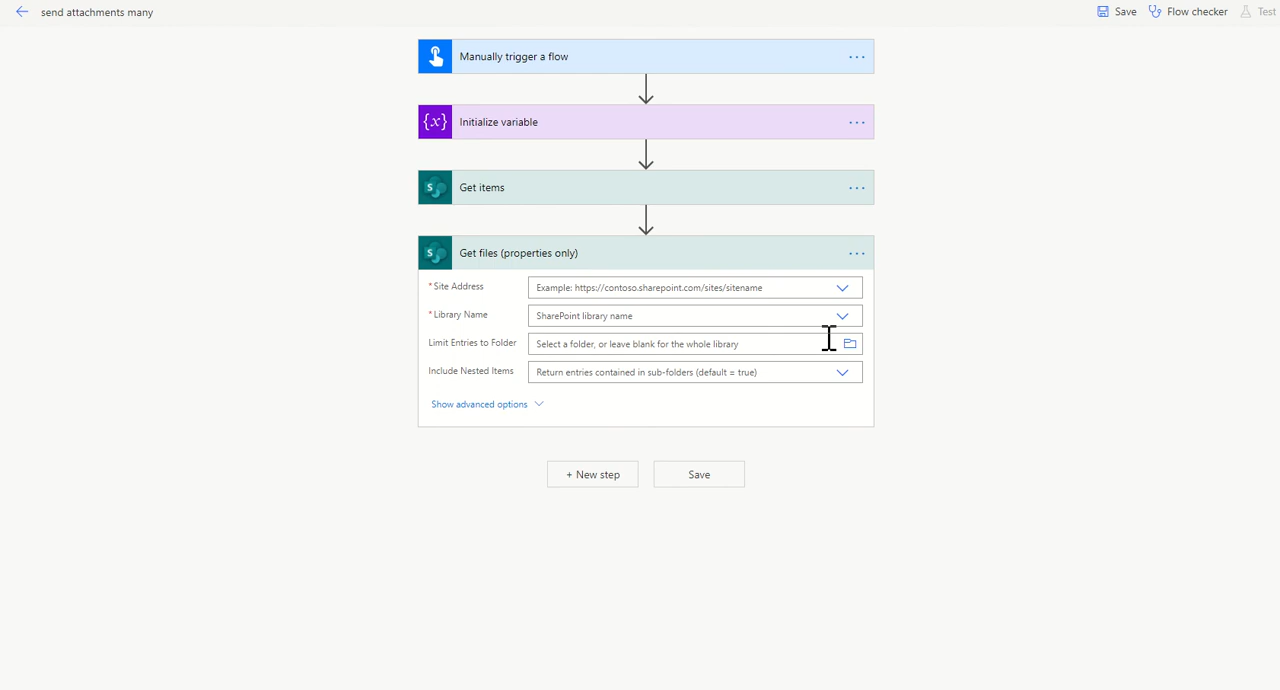 send attachments many
Save
Flow checker
Test
Manually trigger a flow
{x} Initialize variable
S Get items
S Get files (properties only)
* Site Address Example: https://contoso.sharepoint.com/sites/sitename
* Library Name SharePoint library name
Limit Entries to Folder Select a folder, or leave blank for the whole library
Include Nested Items Return entries contained in sub-folders (default = true)
Show advanced options
+ New step
Save